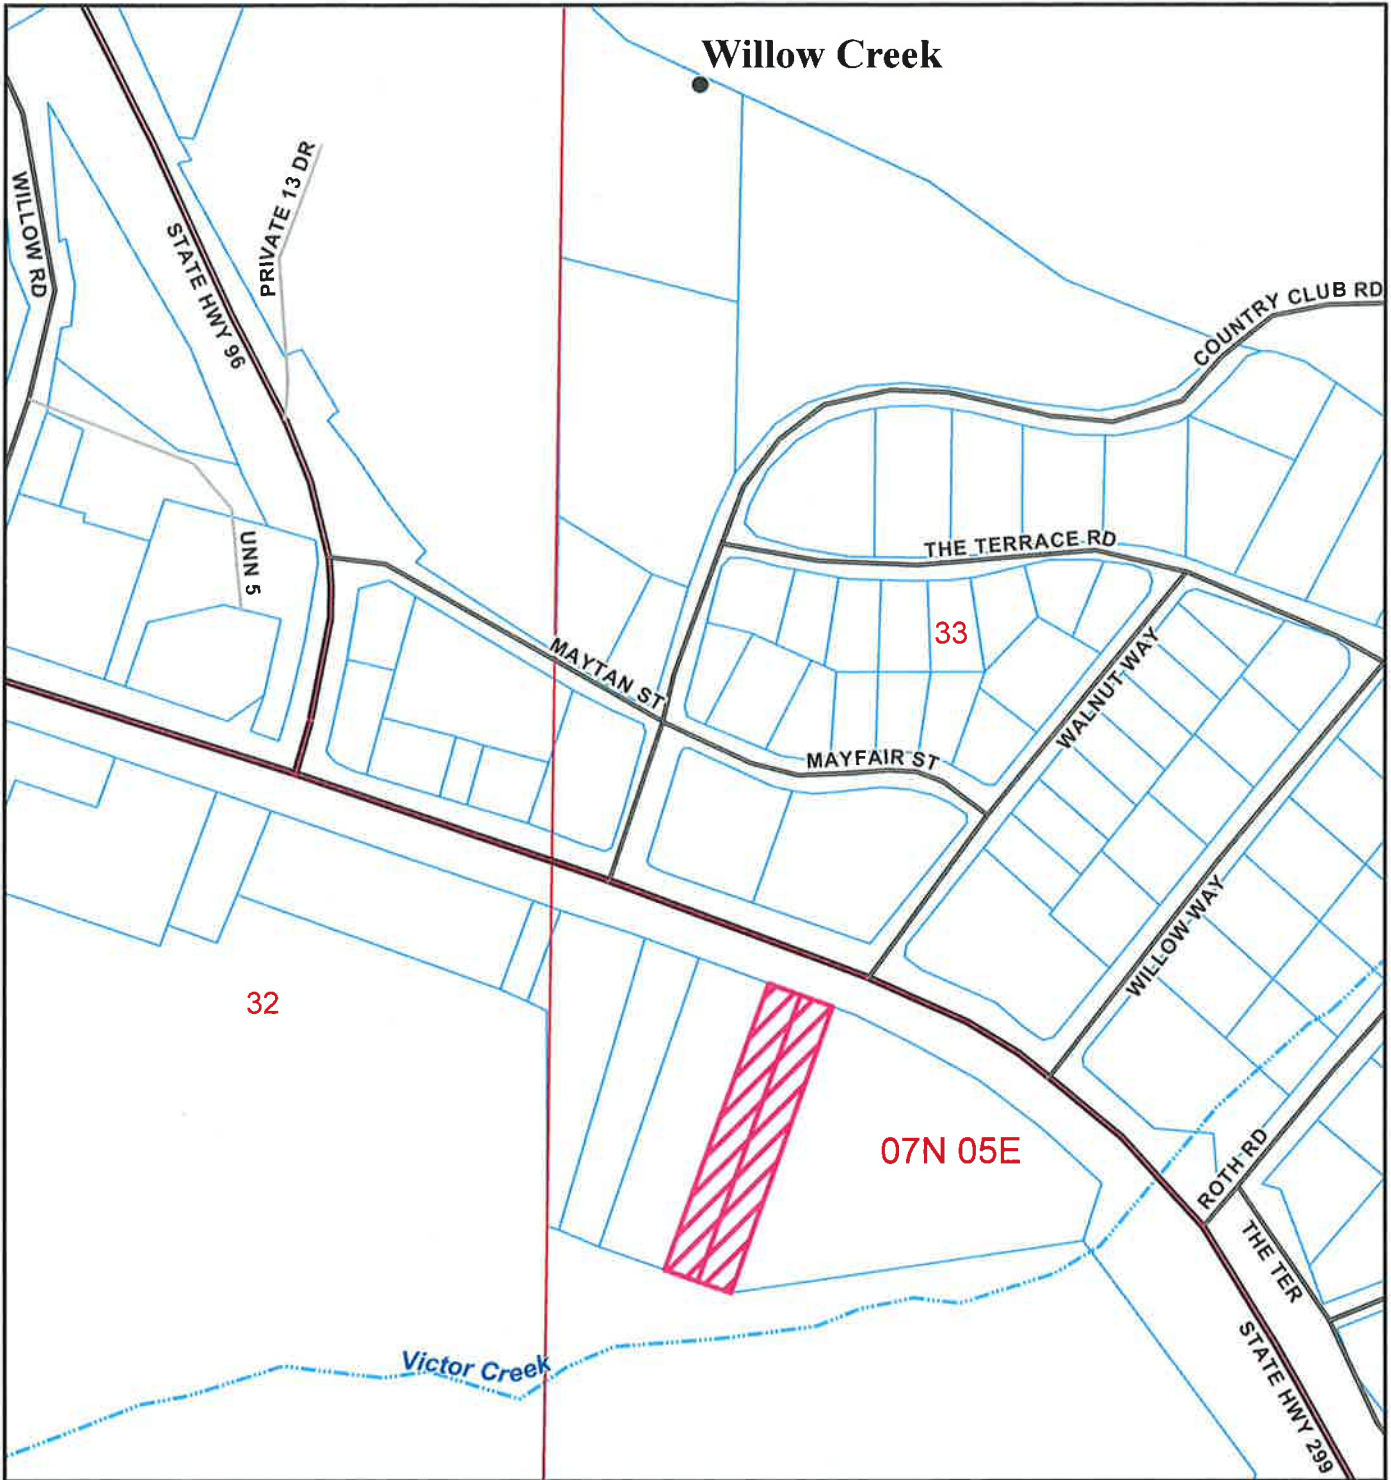 Willow Creek
WILLOW RD
STATE HWY 96
PRIVATE 13 DR
COUNTRY CLUB RD
THE TERRACE RD
UNN 5
33
MAYTAN ST
WALNUT WAY
MAYFAIR ST
WILLOW WAY
32
07N 05E
ROTH RD
THE TER
Victor Creek
STATE HWY 299